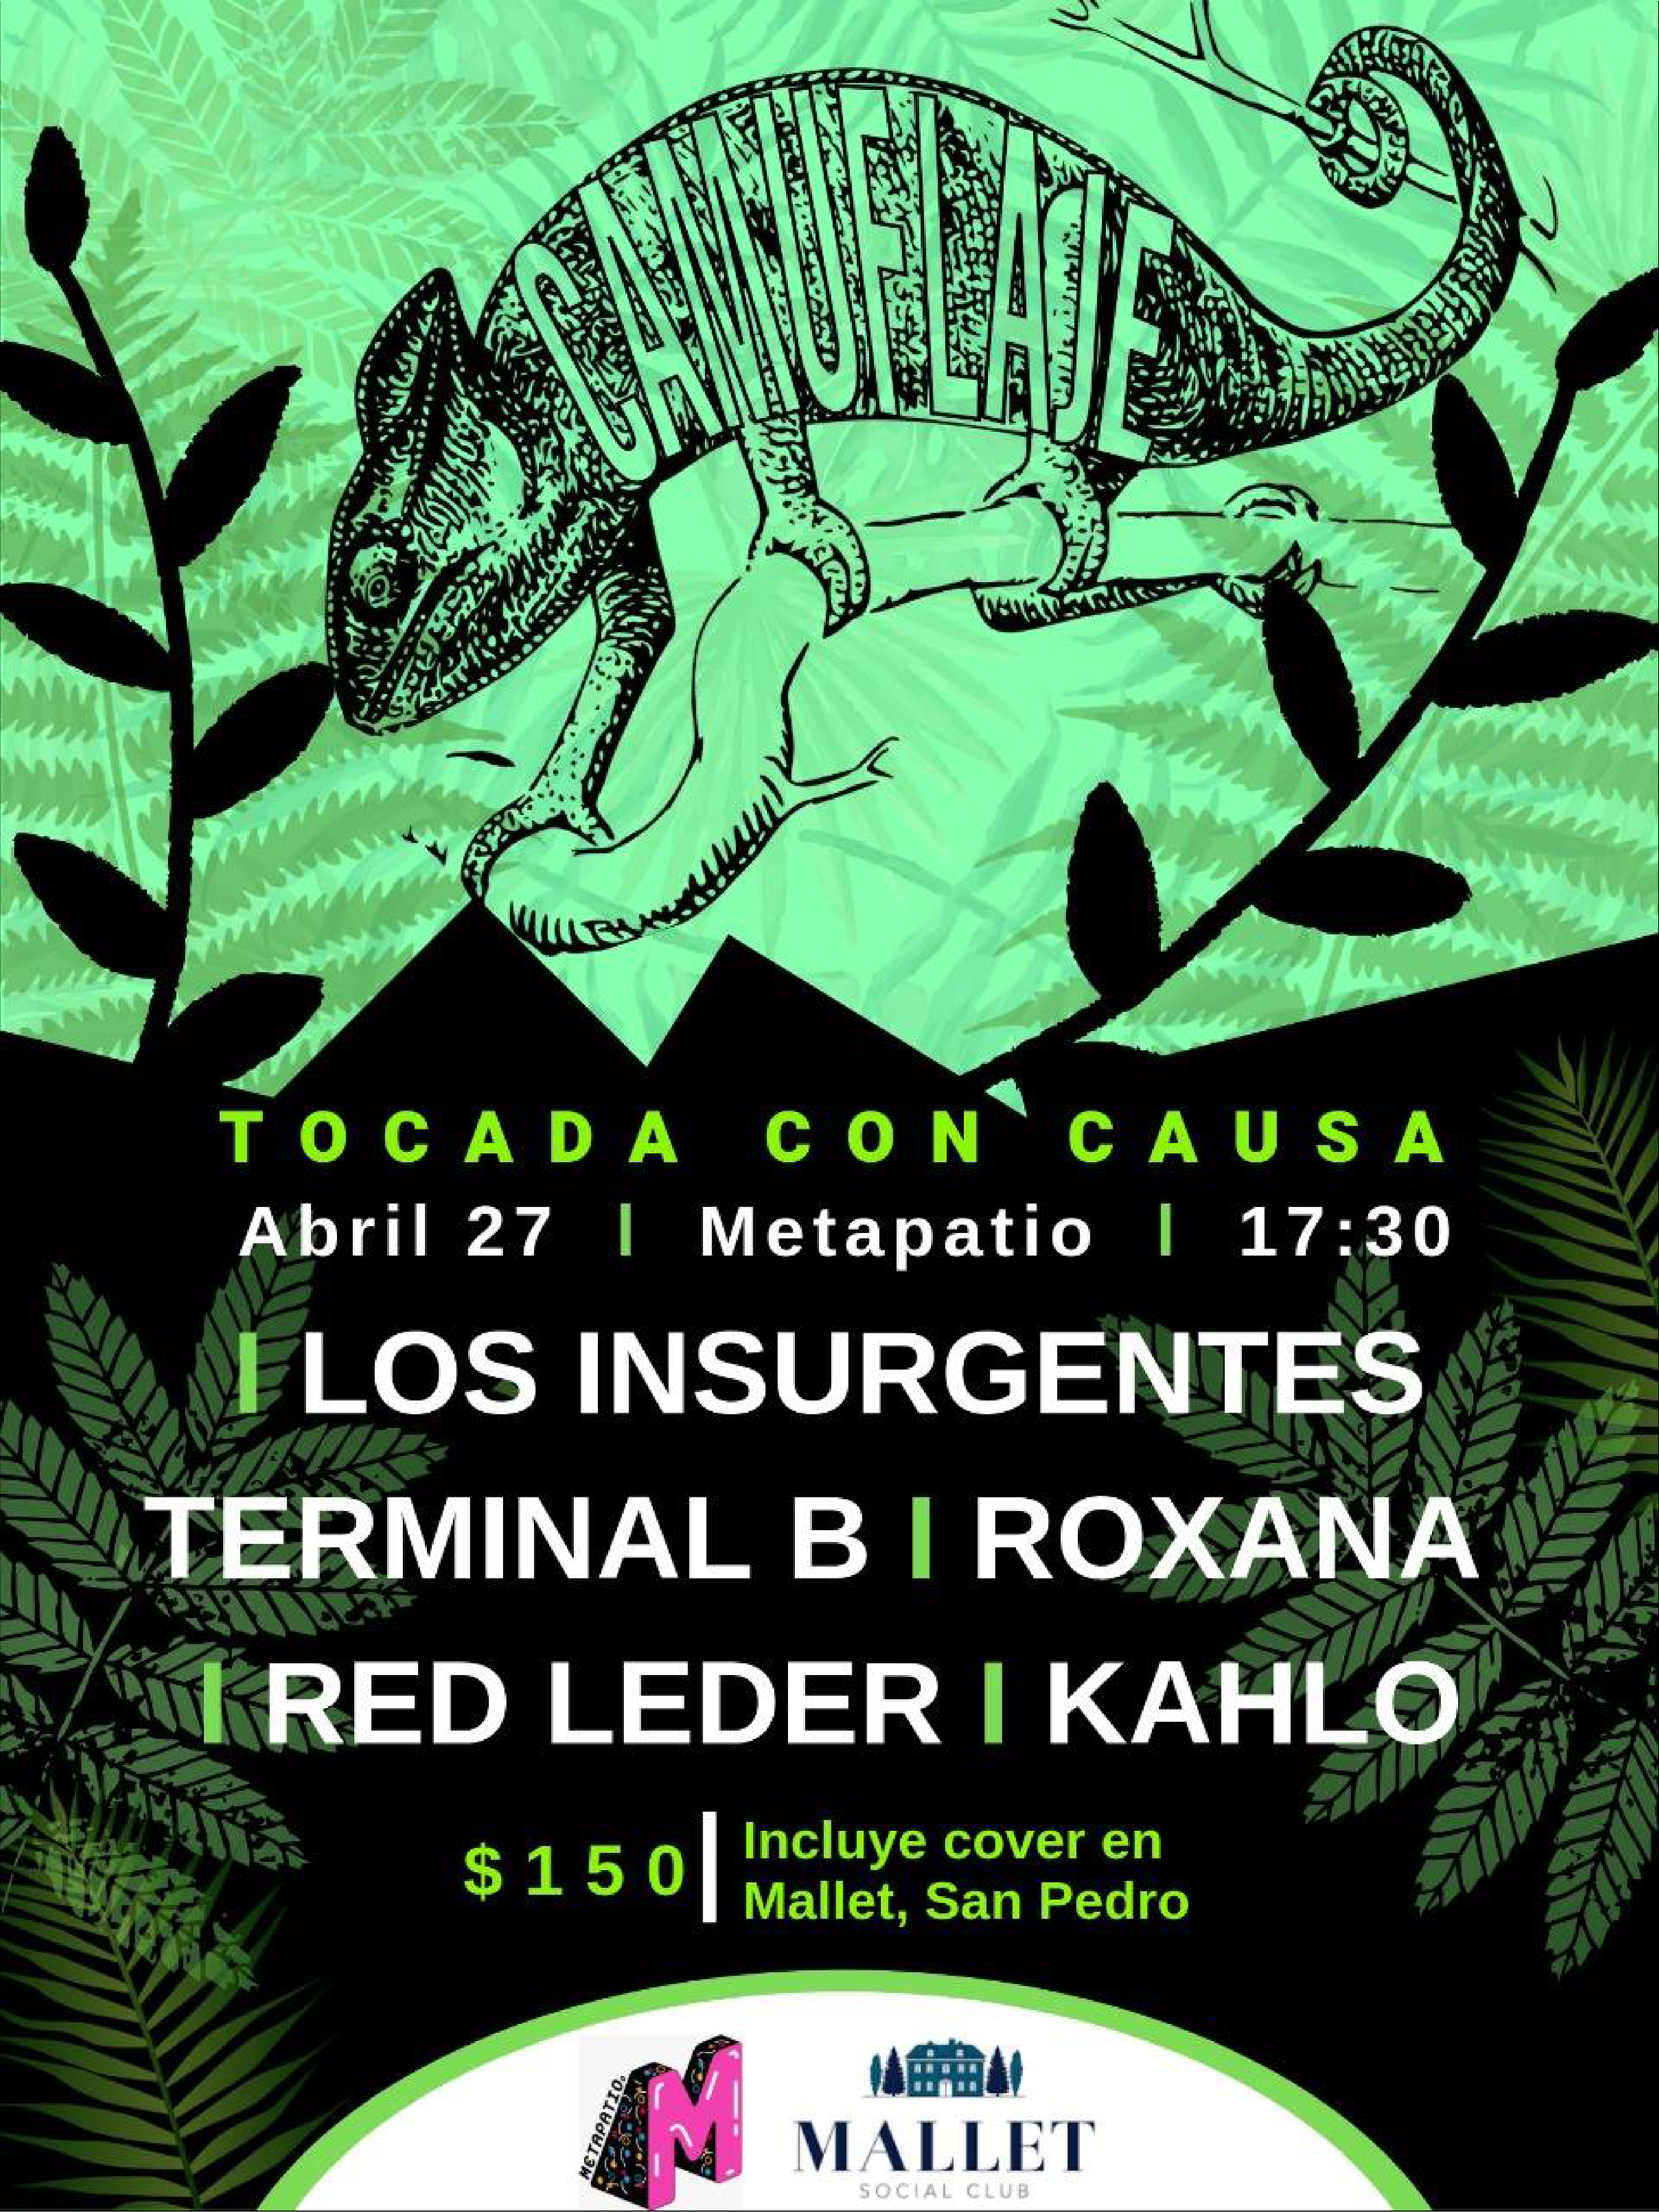 CAMUFLAJE
TOCADA CON CAUSA
Abril 27 | Metapatio | 17:30
| LOS INSURGENTES
TERMINAL B | ROXANA
| RED LEDER | KAHLO
$150 | Incluye cover en
Mallet, San Pedro
METAPATIO. M
MALLET
SOCIAL CLUB